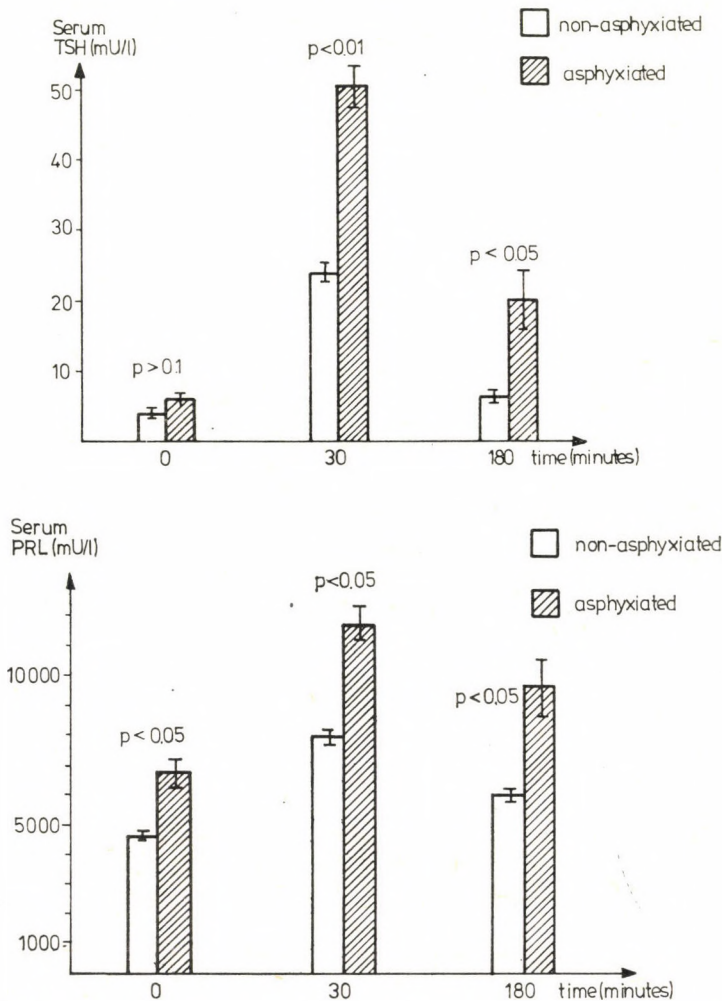 Serum
TSH (mU/l)
non-asphyxiated
asphyxiated
p<0.01
50
40
30
20
10
p < 0.05
p > 0.1
0 30 180 time (minutes)
Serum
PRL (mU/l)
non-asphyxiated
asphyxiated
p<0.05
10000
p<0.05
p < 0.05
5000
1000
0 30 180 time (minutes)